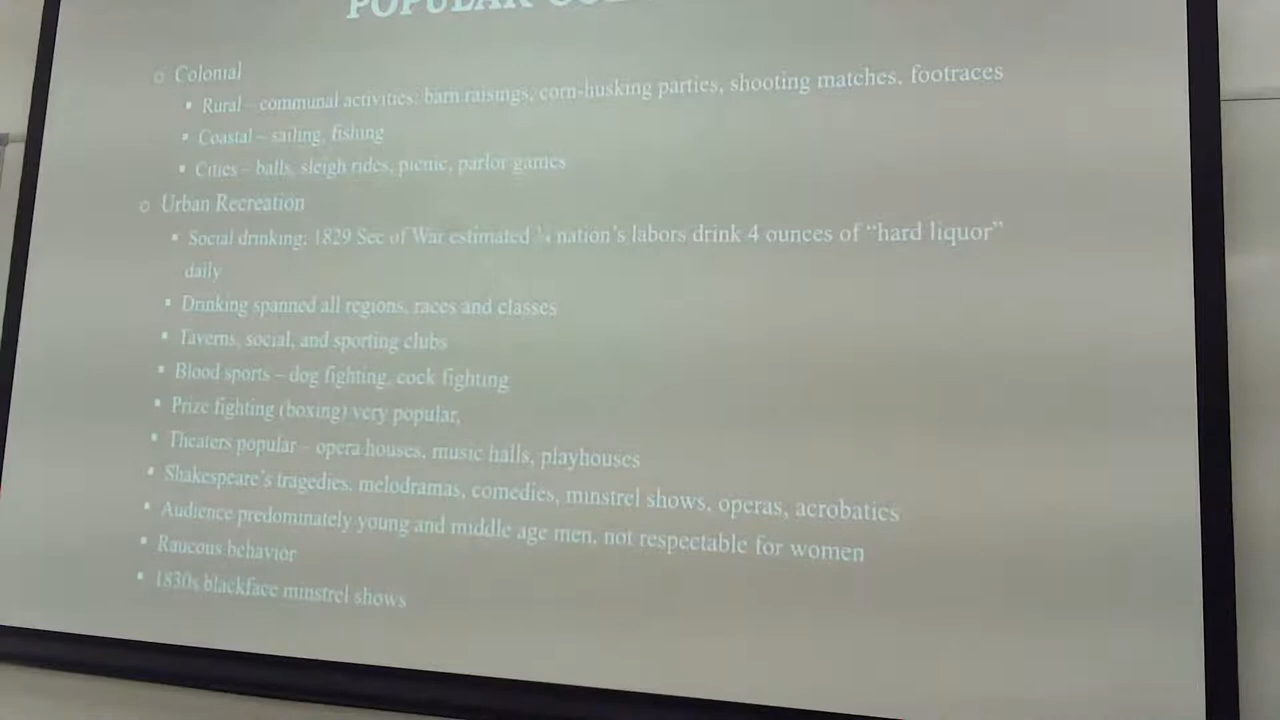 POPULAR
○ Colonial
▪ Rural – communal activities: barn raisings, corn-husking parties, shooting matches, footraces
▪ Coastal – sailing, fishing
▪ Cities – balls, sleigh rides, picnic, parlor games
○ Urban Recreation
▪ Social drinking; 1829 Sec of War estimated nation's labors drink 4 ounces of “hard liquor”
daily
▪ Drinking spanned all regions, races and classes
▪ Taverns, social, and sporting clubs
▪ Blood sports – dog fighting, cock fighting
▪ Prize fighting (boxing) very popular,
▪ Theaters popular – opera houses, music halls, playhouses
▪ Shakespeare's tragedies, melodramas, comedies, minstrel shows, operas, acrobatics
▪ Audience predominately young and middle age men, not respectable for women
▪ Raucous behavior
▪ 1830s blackface minstrel shows